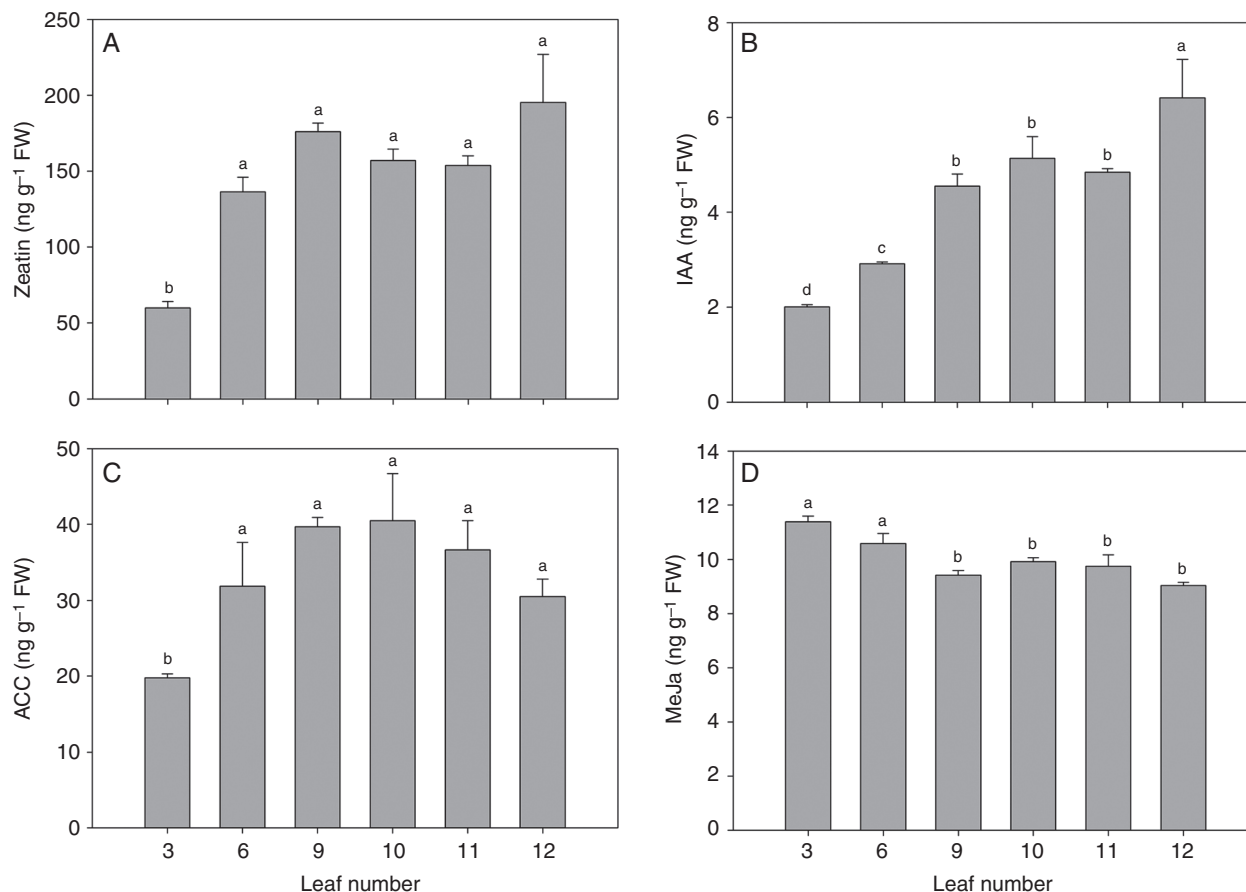 A
Zeatin (ng g⁻¹ FW)
250
200
150
100
50
0
b
a
a
a
a
a
B
IAA (ng g⁻¹ FW)
8
6
4
2
0
d
c
b
b
b
a
C
ACC (ng g⁻¹ FW)
50
40
30
20
10
0
b
a
a
a
a
a
3 6 9 10 11 12
Leaf number
D
MeJa (ng g⁻¹ FW)
14
12
10
8
6
4
2
0
a
a
b
b
b
b
3 6 9 10 11 12
Leaf number